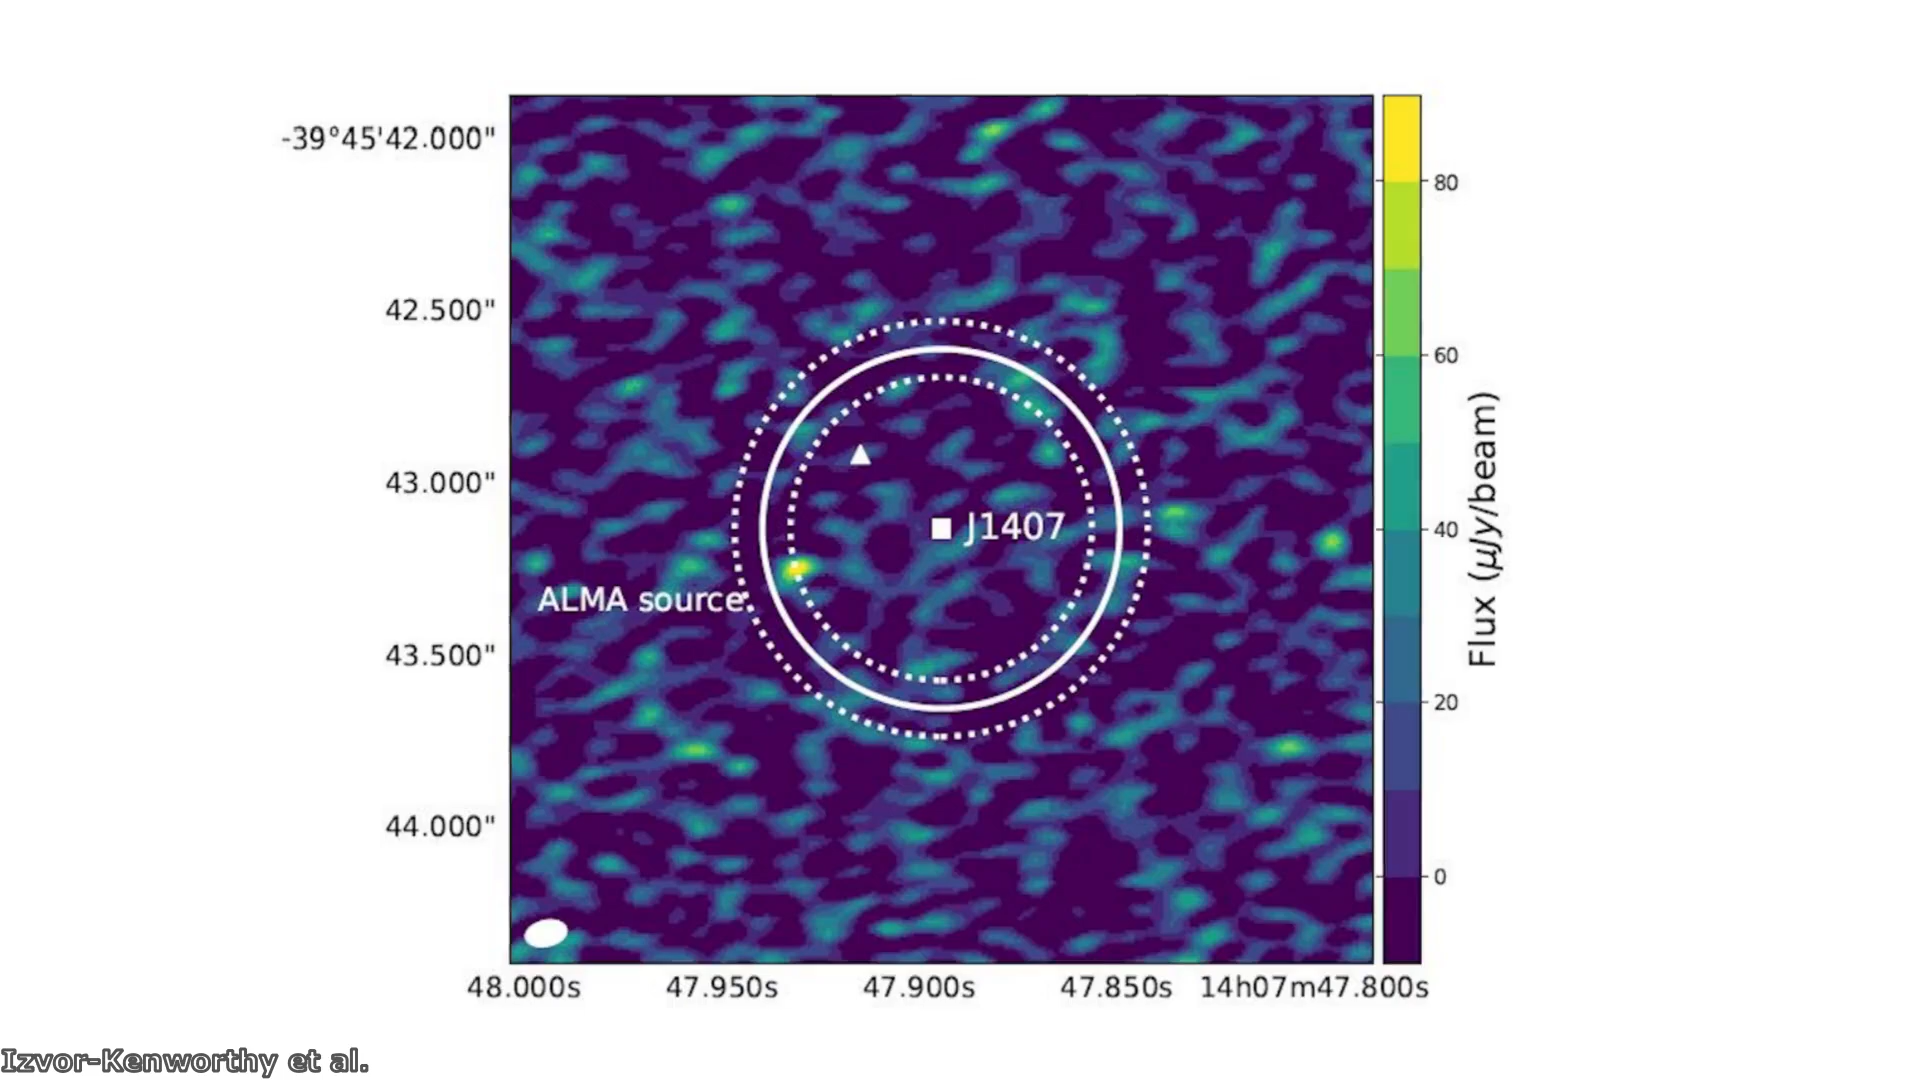 -39°45'42.000"
42.500"
43.000"
43.500"
44.000"
J1407
ALMA source
48.000s 47.950s 47.900s 47.850s 14h07m47.800s
80
60
40
20
0
Flux (μJy/beam)
Izvor-Kenworthy et al.